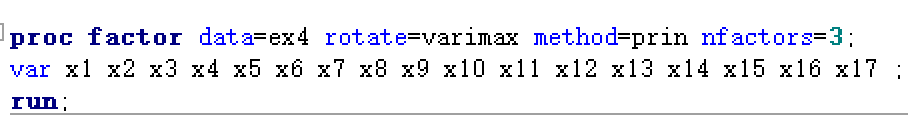 proc factor data=ex4 rotate=varimax method=prin nfactors=3;
var x1 x2 x3 x4 x5 x6 x7 x8 x9 x10 x11 x12 x13 x14 x15 x16 x17 ;
run;